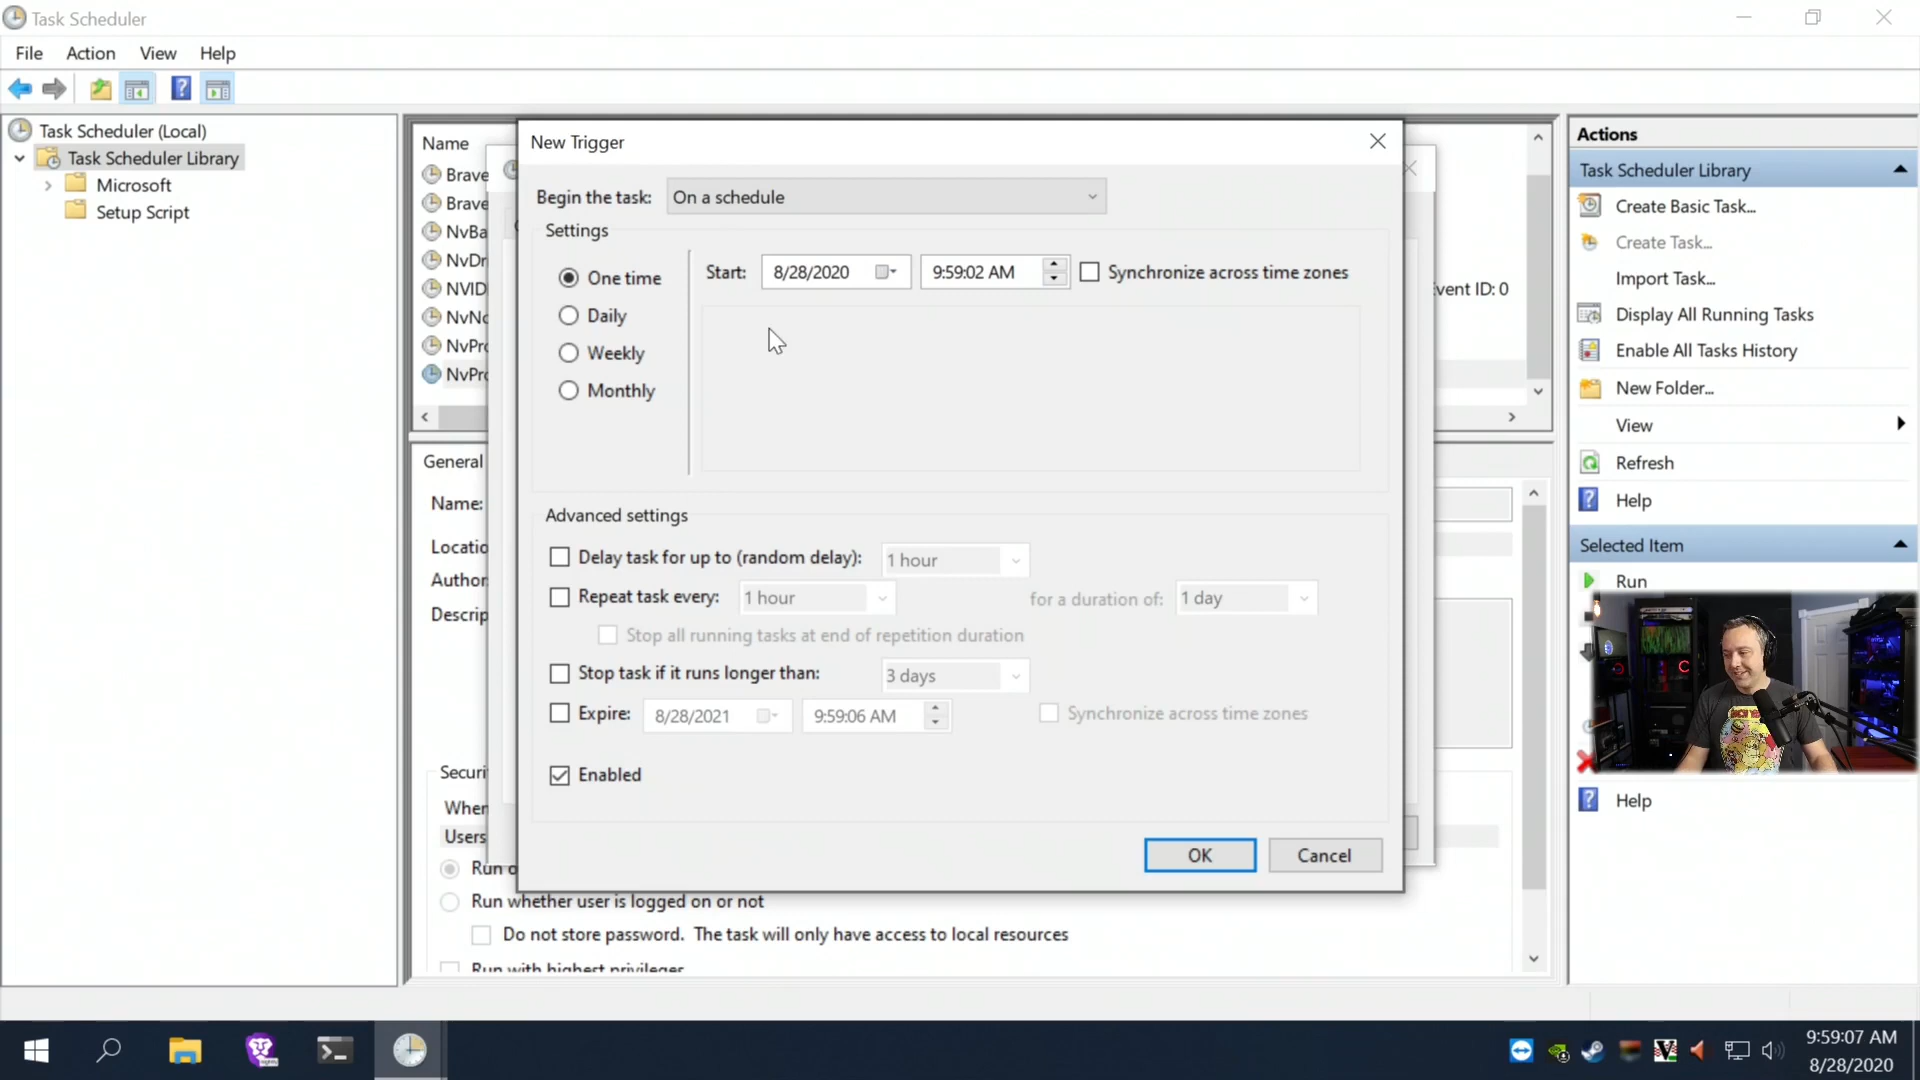 Task Scheduler
File Action View Help
Task Scheduler (Local)
Task Scheduler Library
Microsoft
Setup Script
Name
Brave
Brave
NvBa
NvDr
NVID
NvNo
NvPro
NvPro
vent ID: 0
General
Name:
Locatio
Author
Descrip
Securi
When
Users
Run o
Run whether user is logged on or not
Do not store password. The task will only have access to local resources
Run with highest privileges
New Trigger
Begin the task: On a schedule
Settings
One time
Daily
Weekly
Monthly
Start: 8/28/2020 9:59:02 AM Synchronize across time zones
Advanced settings
Delay task for up to (random delay): 1 hour
Repeat task every: 1 hour for a duration of: 1 day
Stop all running tasks at end of repetition duration
Stop task if it runs longer than: 3 days
Expire: 8/28/2021 9:59:06 AM Synchronize across time zones
Enabled
OK Cancel
Actions
Task Scheduler Library
Create Basic Task...
Create Task...
Import Task...
Display All Running Tasks
Enable All Tasks History
New Folder...
View
Refresh
Help
Selected Item
Run
Help
9:59:07 AM
8/28/2020